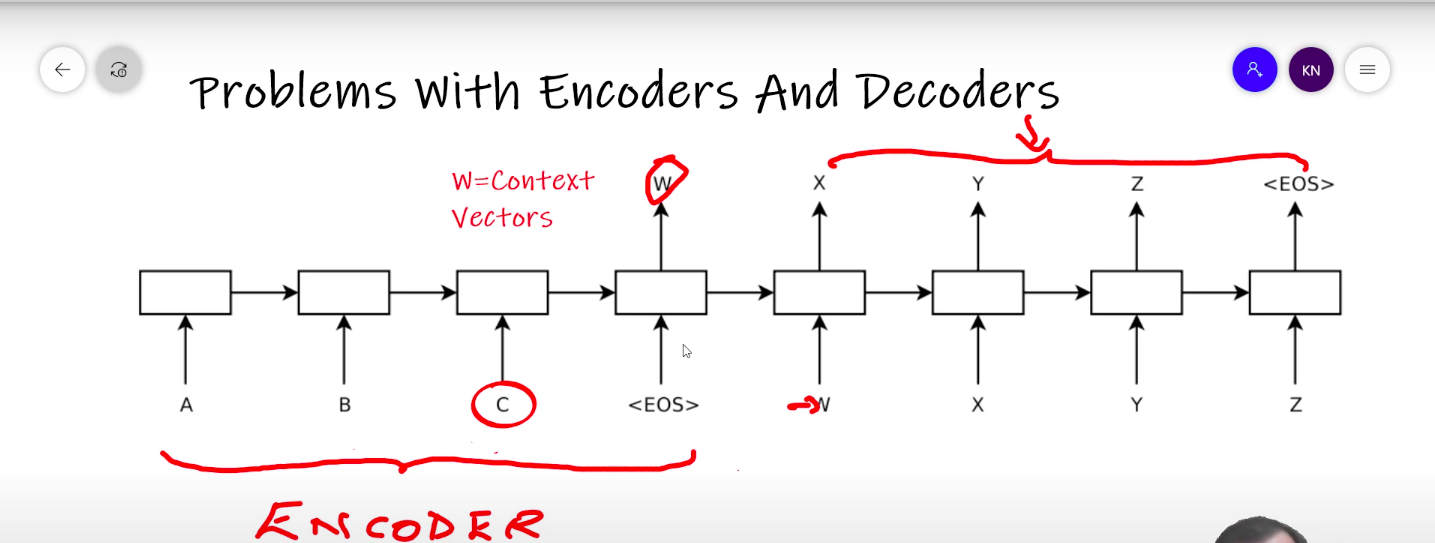 KN
Problems With Encoders And Decoders
W=Context
Vectors
W X Y Z <EOS>
A B C <EOS> W X Y Z
ENCODER